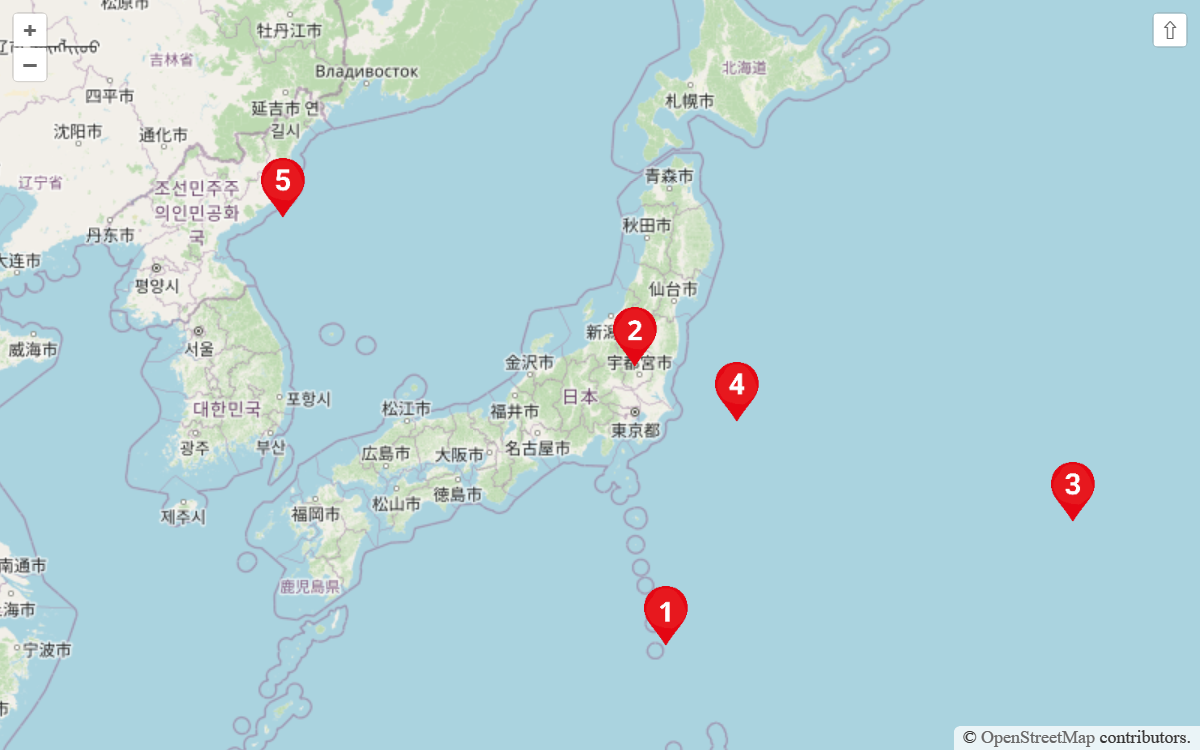 松原市
牡丹江市
吉林省
Владивосток
北海道
四平市
札幌市
延吉市 연
길시
沈阳市
通化市
5
青森市
辽宁省
조선민주주
의인민공화
국
秋田市
丹东市
大连市
평양시
仙台市
2
新潟
서울
威海市
金沢市
宇都宮市
4
日本
포항시
대한민국
松江市
福井市
東京都
광주
부산
広島市
大阪市
名古屋市
3
徳島市
松山市
제주시
福岡市
南通市
鹿児島県
上海市
1
宁波市
市
© OpenStreetMap contributors.